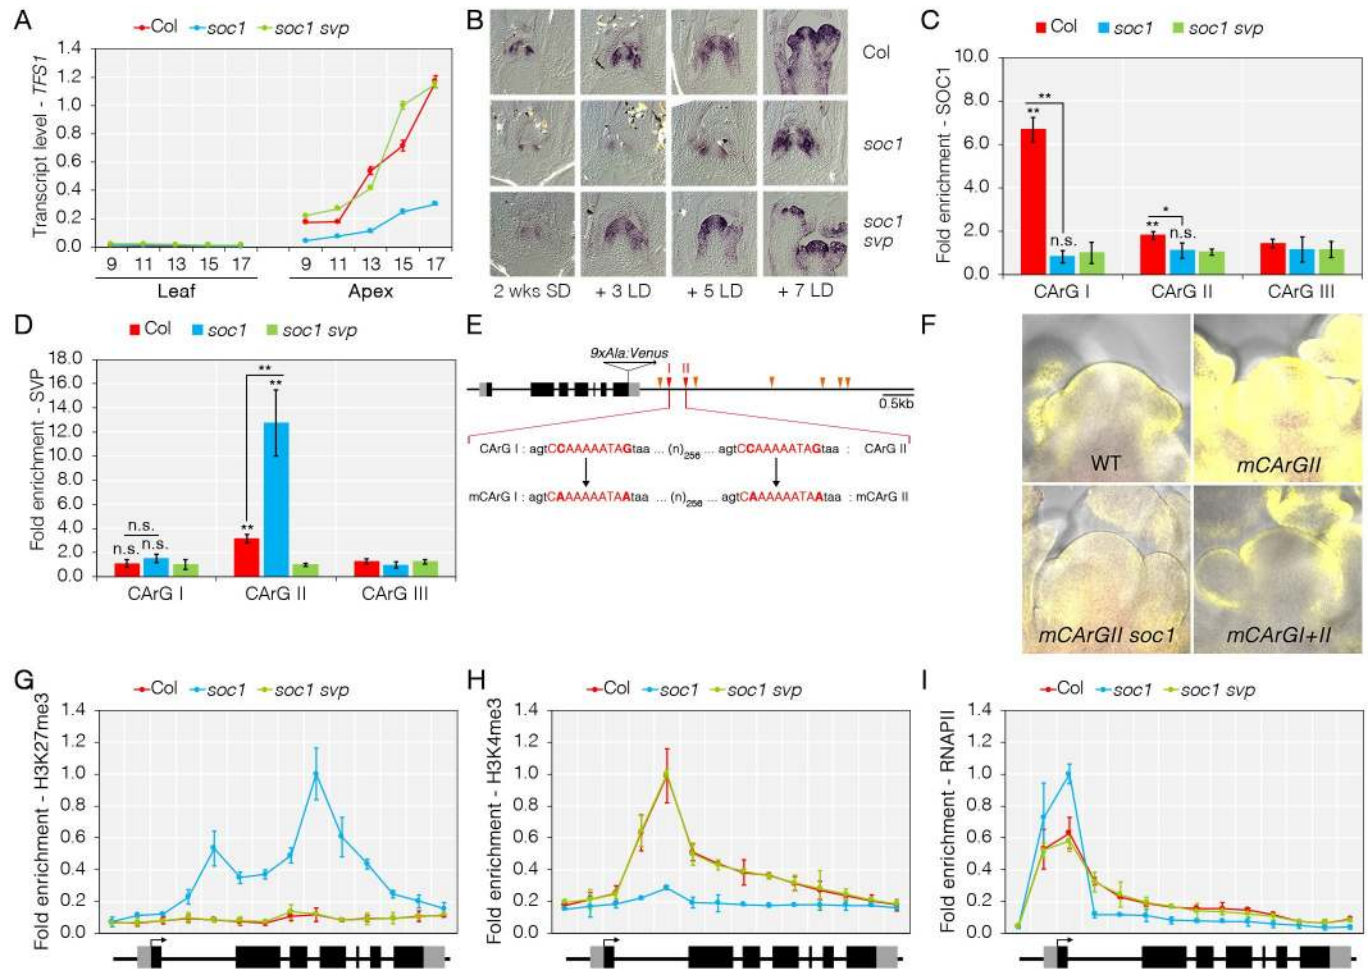 A
Col soc1 soc1 svp
Transcript level - TFS1
1.4
1.2
1.0
0.8
0.6
0.4
0.2
0.0
9 11 13 15 17 9 11 13 15 17
Leaf Apex
B
Col
soc1
soc1 svp
2 wks SD + 3 LD + 5 LD + 7 LD
C
Col soc1 soc1 svp
Fold enrichment - SOC1
10.0
8.0
6.0
4.0
2.0
0.0
**
**
*
** n.s.
n.s.
CArG I CArG II CArG III
D
Col soc1 soc1 svp
Fold enrichment - SVP
18.0
16.0
14.0
12.0
10.0
8.0
6.0
4.0
2.0
0.0
**
**
**
n.s.
n.s. n.s.
CArG I CArG II CArG III
E
9xAla:Venus
I II
0.5kb
CArG I : agtCCAAAAATAGtaa ... (n)256 ... agtCCAAAAATAGtaa : CArG II
mCArG I : agtCAAAAAATAAtaa ... (n)256 ... agtCAAAAAATAAtaa : mCArG II
F
WT mCArGII
mCArGII soc1 mCArGI+II
G
Col soc1 soc1 svp
Fold enrichment - H3K27me3
1.4
1.2
1.0
0.8
0.6
0.4
0.2
0.0
H
Col soc1 soc1 svp
Fold enrichment - H3K4me3
1.4
1.2
1.0
0.8
0.6
0.4
0.2
0.0
I
Col soc1 soc1 svp
Fold enrichment - RNAPII
1.4
1.2
1.0
0.8
0.6
0.4
0.2
0.0